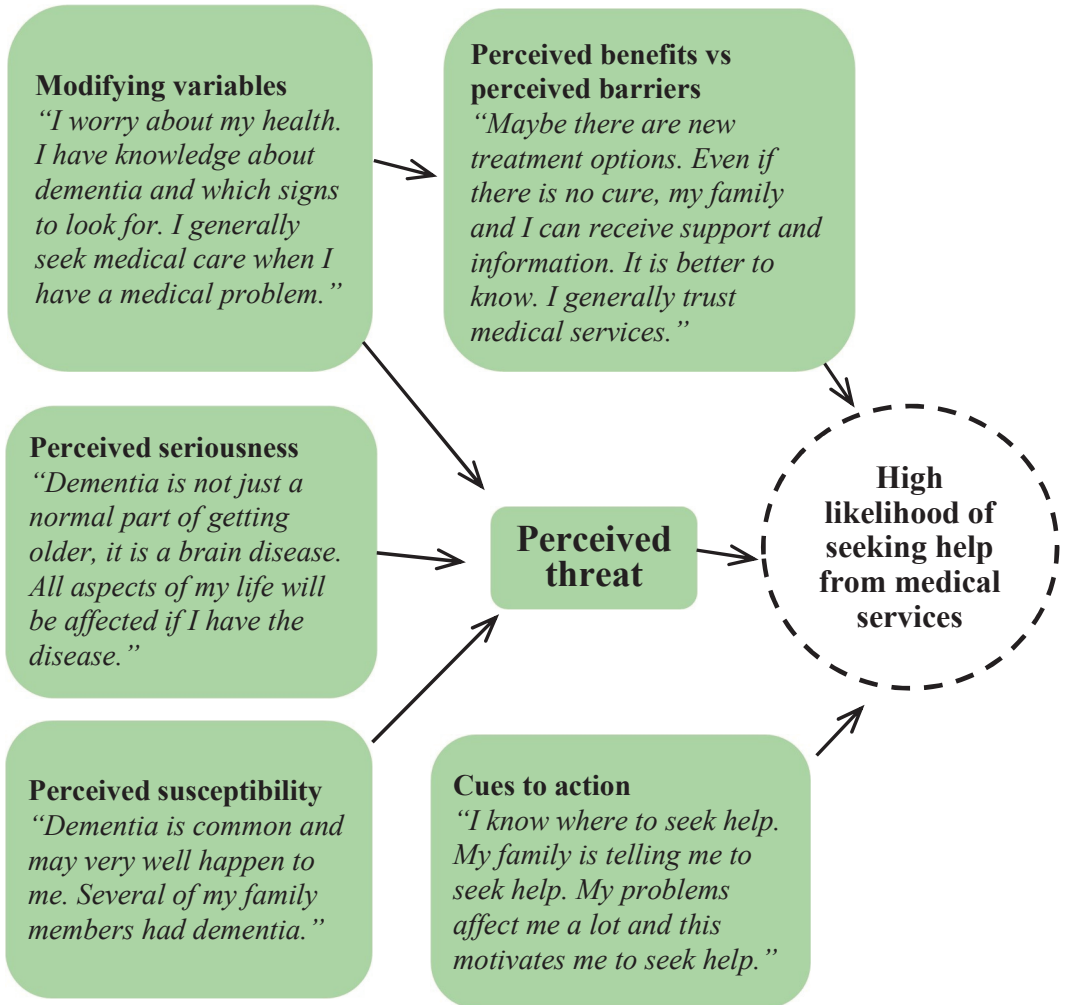 Modifying variables
“I worry about my health.
I have knowledge about
dementia and which signs
to look for. I generally
seek medical care when I
have a medical problem.”
Perceived benefits vs
perceived barriers
“Maybe there are new
treatment options. Even if
there is no cure, my family
and I can receive support and
information. It is better to
know. I generally trust
medical services.”
Perceived seriousness
“Dementia is not just a
normal part of getting
older, it is a brain disease.
All aspects of my life will
be affected if I have the
disease.”
Perceived
threat
High
likelihood of
seeking help
from medical
services
Perceived susceptibility
“Dementia is common and
may very well happen to
me. Several of my family
members had dementia.”
Cues to action
“I know where to seek help.
My family is telling me to
seek help. My problems
affect me a lot and this
motivates me to seek help.”